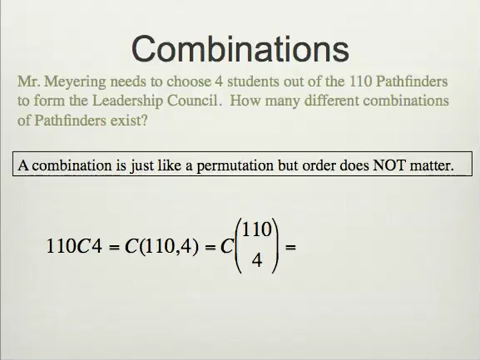 Combinations
Mr. Meyering needs to choose 4 students out of the 110 Pathfinders
to form the Leadership Council.  How many different combinations
of Pathfinders exist?
A combination is just like a permutation but order does NOT matter.
110C4 = C(110,4) = C(110
4) =